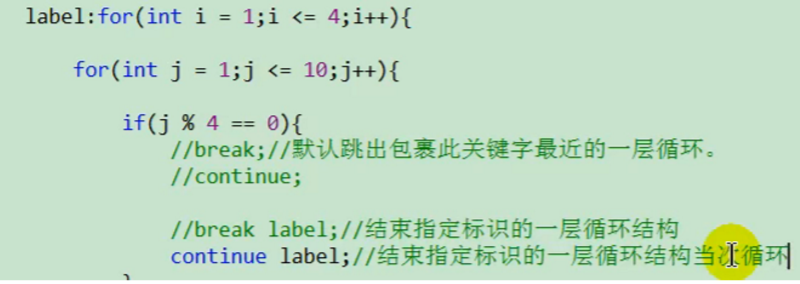 label:for(int i = 1;i <= 4;i++){
for(int j = 1;j <= 10;j++){
if(j % 4 == 0){
//break;//默认跳出包裹此关键字最近的一层循环。
//continue;
//break label;//结束指定标识的一层循环结构
continue label;//结束指定标识的一层循环结构当次循环
}